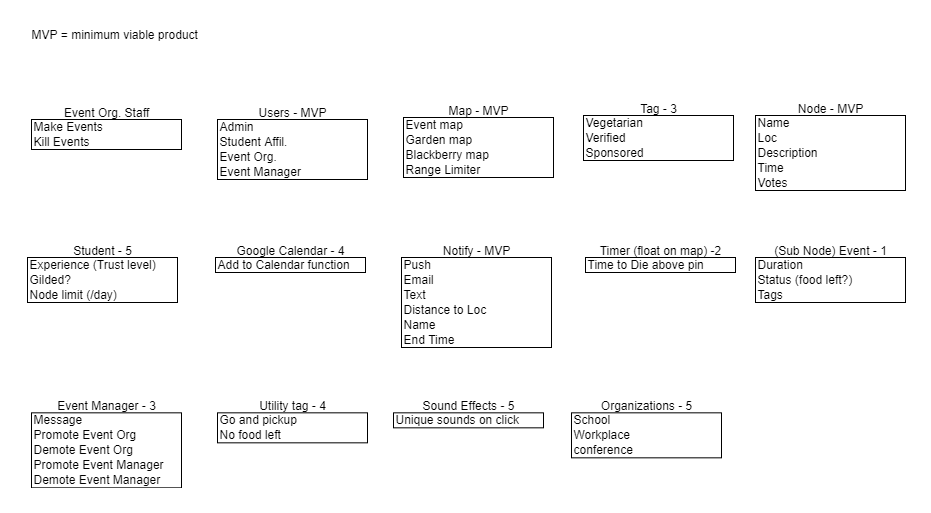 MVP = minimum viable product
Event Org. Staff
Make Events
Kill Events
Users - MVP
Admin
Student Affil.
Event Org.
Event Manager
Map - MVP
Event map
Garden map
Blackberry map
Range Limiter
Tag - 3
Vegetarian
Verified
Sponsored
Node - MVP
Name
Loc
Description
Time
Votes
Student - 5
Experience (Trust level)
Gilded?
Node limit (/day)
Google Calendar - 4
Add to Calendar function
Notify - MVP
Push
Email
Text
Distance to Loc
Name
End Time
Timer (float on map) -2
Time to Die above pin
(Sub Node) Event - 1
Duration
Status (food left?)
Tags
Event Manager - 3
Message
Promote Event Org
Demote Event Org
Promote Event Manager
Demote Event Manager
Utility tag - 4
Go and pickup
No food left
Sound Effects - 5
Unique sounds on click
Organizations - 5
School
Workplace
conference